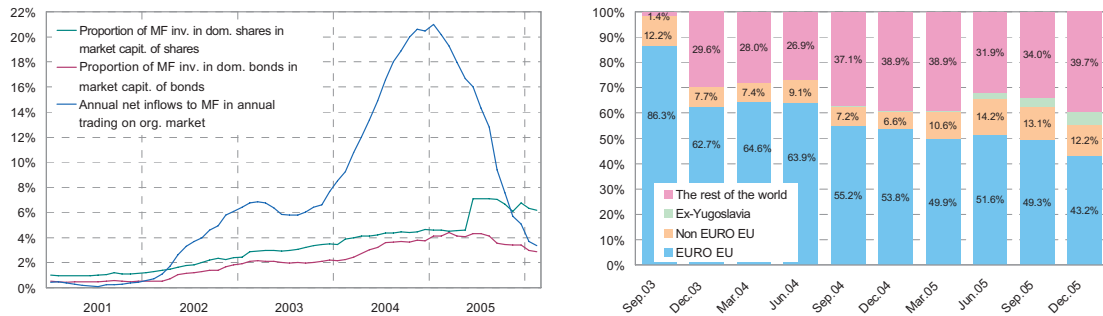 22%
20%
18%
16%
14%
12%
10%
8%
6%
4%
2%
0%
Proportion of MF inv. in dom. shares in
market capit. of shares
Proportion of MF inv. in dom. bonds in
market capit. of bonds
Annual net inflows to MF in annual
trading on org. market
2001 2002 2003 2004 2005
100%
90%
80%
70%
60%
50%
40%
30%
20%
10%
0%
1.4% 29.6% 28.0% 26.9% 37.1% 38.9% 38.9% 31.9% 34.0% 39.7%
12.2% 7.7% 7.4% 9.1% 7.2% 6.6% 10.6% 14.2% 13.1% 12.2%
86.3% 62.7% 64.6% 63.9% 55.2% 53.8% 49.9% 51.6% 49.3% 43.2%
The rest of the world
Ex-Yugoslavia
Non EURO EU
EURO EU
Sep.03 Dec.03 Mar.04 Jun.04 Sep.04 Dec.04 Mar.05 Jun.05 Sep.05 Dec.05